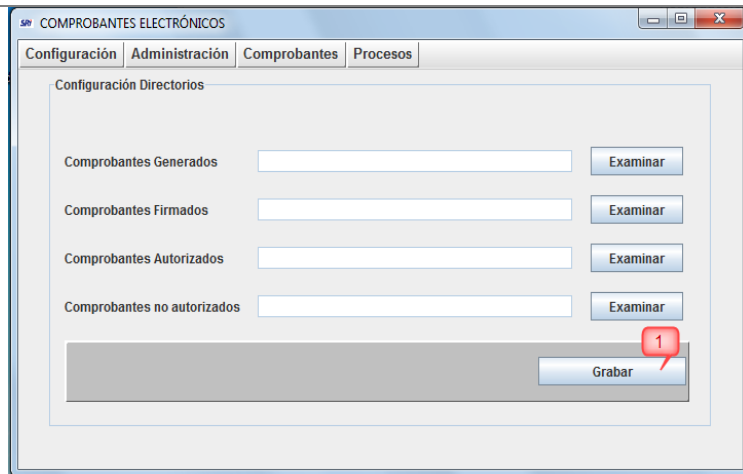 SRI COMPROBANTES ELECTRÓNICOS
Configuración Administración Comprobantes Procesos
Configuración Directorios
Comprobantes Generados Examinar
Comprobantes Firmados Examinar
Comprobantes Autorizados Examinar
Comprobantes no autorizados Examinar
1
Grabar